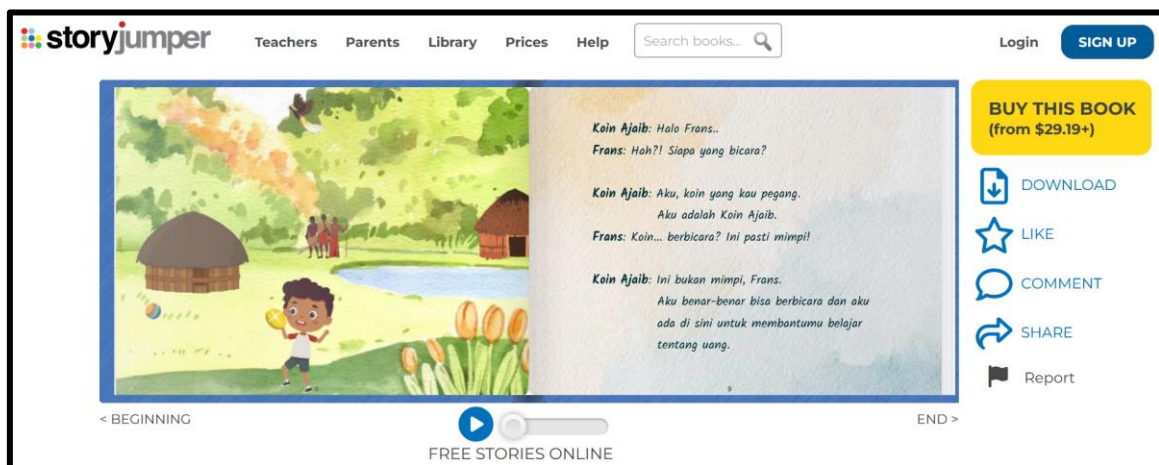 storyjumper
Teachers
Parents
Library
Prices
Help
Search books...
Login
SIGN UP
Koin Ajaib: Halo Frans..
Frans: Hah?! Siapa yang bicara?
Koin Ajaib: Aku, koin yang kau pegang.
Aku adalah Koin Ajaib.
Frans: Koin... berbicara? Ini pasti mimpi!
Koin Ajaib: Ini bukan mimpi, Frans.
Aku benar-benar bisa berbicara dan aku
ada di sini untuk membantumu belajar
tentang uang.
8
9
BUY THIS BOOK
(from $29.19+)
DOWNLOAD
LIKE
COMMENT
SHARE
Report
< BEGINNING
END >
FREE STORIES ONLINE